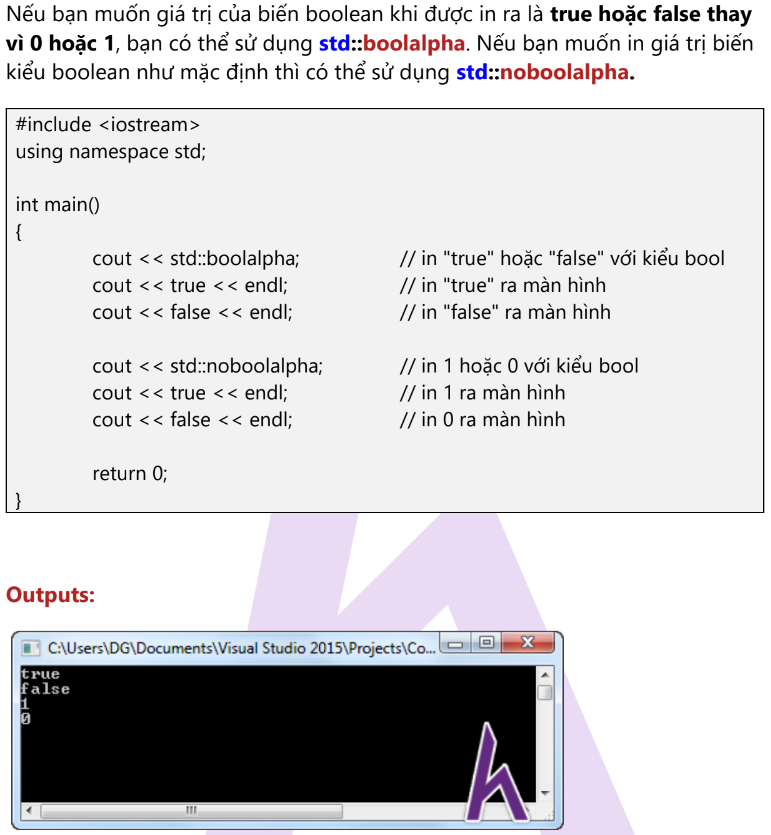 Nếu bạn muốn giá trị của biến boolean khi được in ra là true hoặc false thay
vì 0 hoặc 1, bạn có thể sử dụng std::boolalpha. Nếu bạn muốn in giá trị biến
kiểu boolean như mặc định thì có thể sử dụng std::noboolalpha.
#include <iostream>
using namespace std;
int main()
{
cout << std::boolalpha; // in "true" hoặc "false" với kiểu bool
cout << true << endl; // in "true" ra màn hình
cout << false << endl; // in "false" ra màn hình
cout << std::noboolalpha; // in 1 hoặc 0 với kiểu bool
cout << true << endl; // in 1 ra màn hình
cout << false << endl; // in 0 ra màn hình
return 0;
}
Outputs:
C:\Users\DG\Documents\Visual Studio 2015\Projects\Co...
true
false
1
0